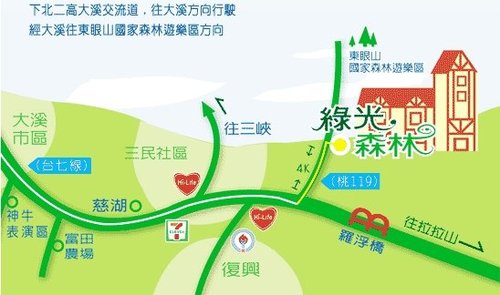 下北二高大溪交流道，往大溪方向行駛
經大溪往東眼山國家森林遊樂區方向
東眼山
國家森林遊樂區
大溪
市區
往三峽
綠光，
森林
三民社區
4K
(台七線)
(桃119)
Hi-Life
神牛
表演區
慈湖
富田
農場
7
ELEVEN
Hi-Life
復興
羅浮橋
往拉拉山